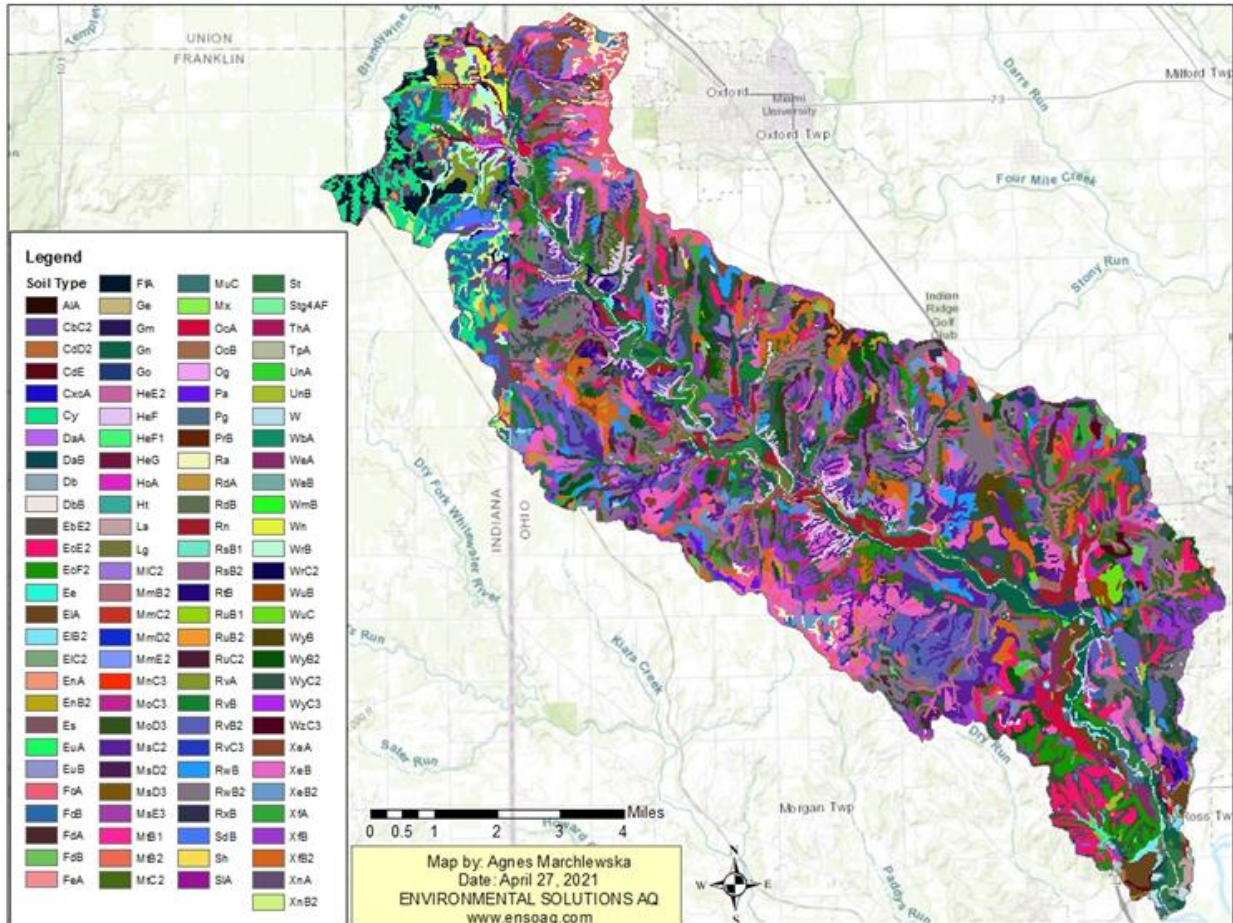 Templet
Brandywine Creek
UNION
FRANKLIN
101
Oxford
Miami
University
Oxford Twp
73
Milford Twp
Darrs Run
Four Mile Creek
Stony Run
Indian
Ridge
Golf
Club
INDIANA
OHIO
Dry Fork Whitewater River
Kiata Creek
Sater Run
Howard
Dry Run
Morgan Twp
Paddys Run
Ross Tw
Legend
Soil Type
AlA
CbC2
CdD2
CdE
CxoA
Cy
DaA
DaB
Db
DbB
EbE2
EcE2
EcF2
Ee
ElA
ElB2
ElC2
EnA
EnB2
Es
EuA
EuB
FcA
FcB
FdA
FdB
FeA
FfA
Ge
Gm
Gn
Go
HeE2
HeF
HeF1
HeG
HoA
Ht
La
Lg
MlC2
MmB2
MmC2
MmD2
MmE2
MnC3
MoC3
MoD3
MsC2
MsD2
MsD3
MsE3
MtB1
MtB2
MtC2
MuC
Mx
OcA
OcB
Og
Pa
Pg
PrB
Ra
RdA
RdB
Rn
RsB1
RsB2
RtB
RuB1
RuB2
RuC2
RvA
RvB
RvB2
RvC3
RwB
RwB2
RxB
SdB
Sh
SlA
St
Stg4AF
ThA
TpA
UnA
UnB
W
WbA
WeA
WeB
WmB
Wn
WrB
WrC2
WuB
WuC
WyB
WyB2
WyC2
WyC3
WzC3
XeA
XeB
XeB2
XfA
XfB
XfB2
XnA
XnB2
Miles
0 0.5 1 2 3 4
Map by: Agnes Marchlewska
Date: April 27, 2021
ENVIRONMENTAL SOLUTIONS AQ
www.ensoaq.com
N
W E
S